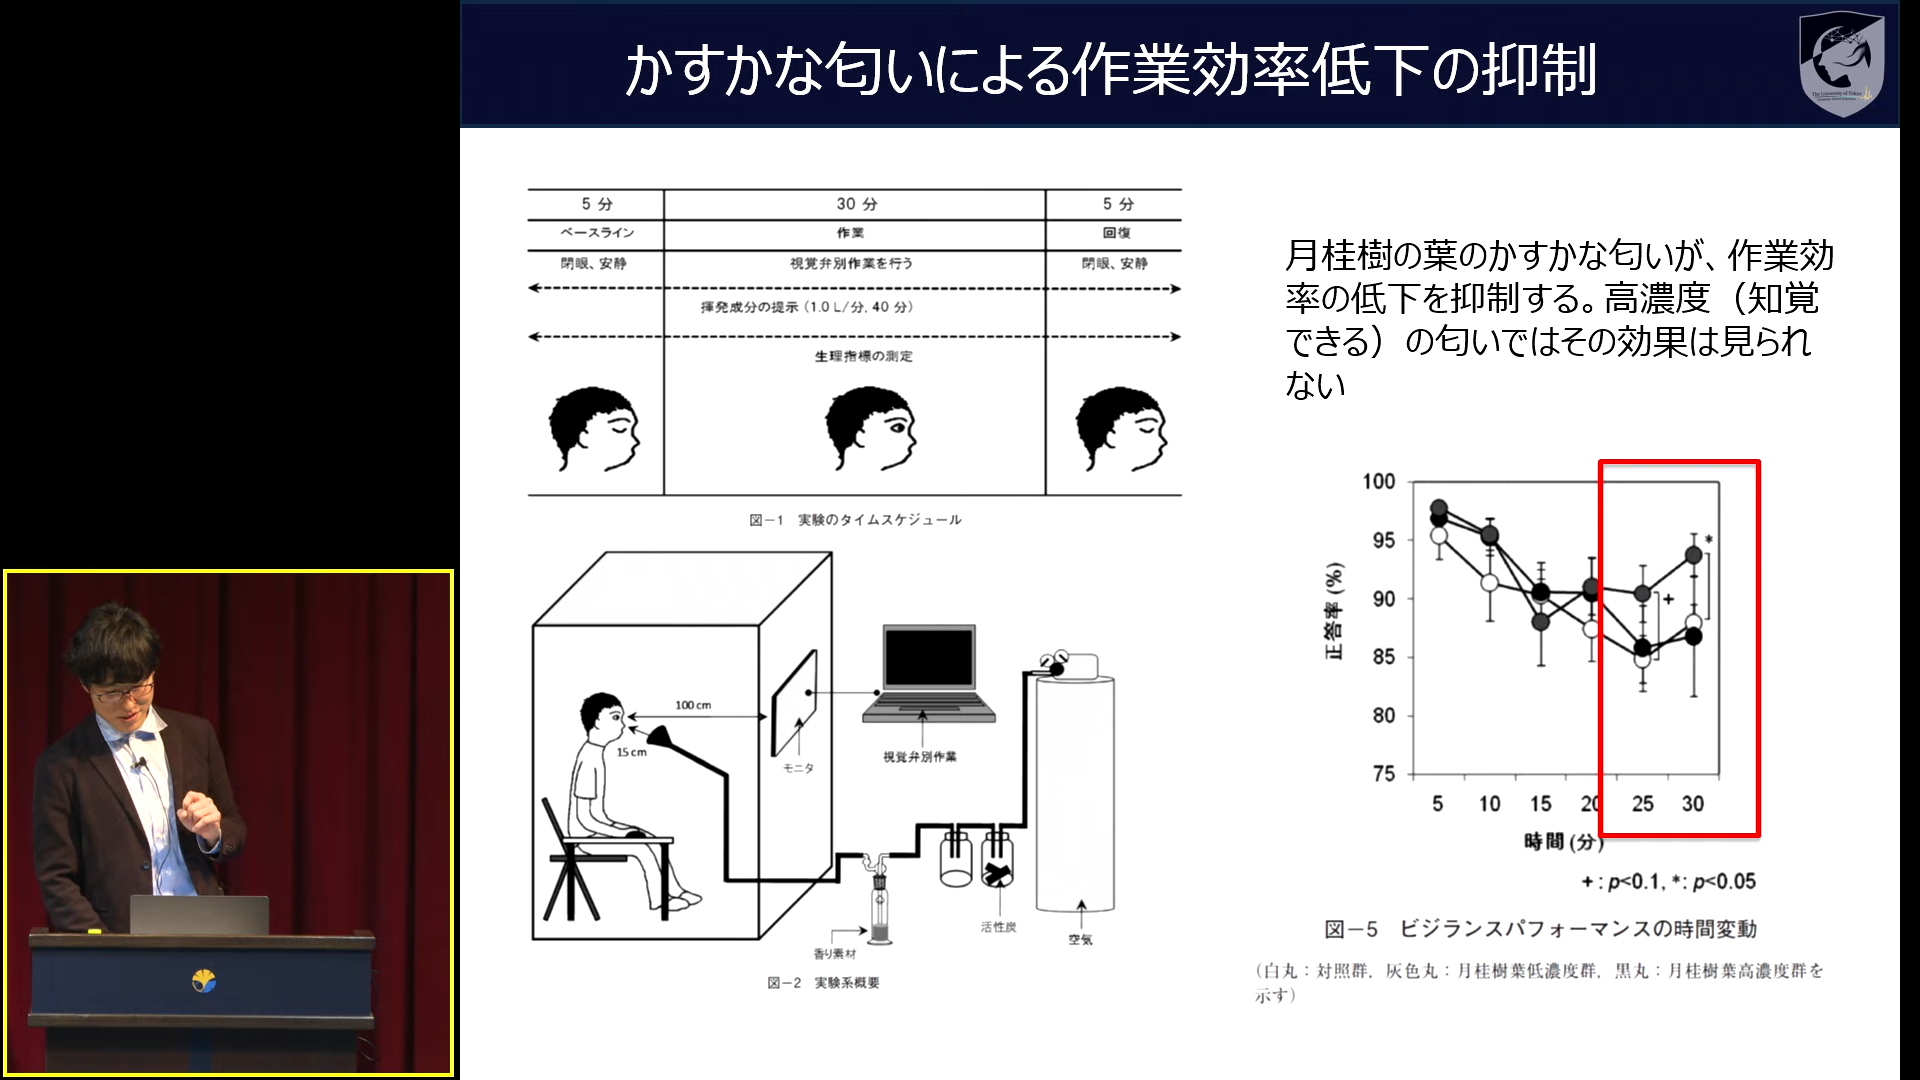 かすかな匂いによる作業効率低下の抑制
The University of Tokyo
5 分
30 分
5 分
ベースライン
作業
回復
閉眼、安静
視覚弁別作業を行う
閉眼、安静
揮発成分の提示（1.0 L/分, 40 分）
生理指標の測定
図－1 実験のタイムスケジュール
100 cm
15 cm
モニタ
視覚弁別作業
香り素材
活性炭
空気
図－2 実験系概要
月桂樹の葉のかすかな匂いが、作業効
率の低下を抑制する。高濃度（知覚
できる）の匂いではその効果は見られ
ない
100
95
90
85
80
75
正答率 (%)
*
+
5 10 15 20 25 30
時間 (分)
+ : p<0.1, *: p<0.05
図－5 ビジランスパフォーマンスの時間変動
（白丸：対照群，灰色丸：月桂樹葉低濃度群，黒丸：月桂樹葉高濃度群を
示す）